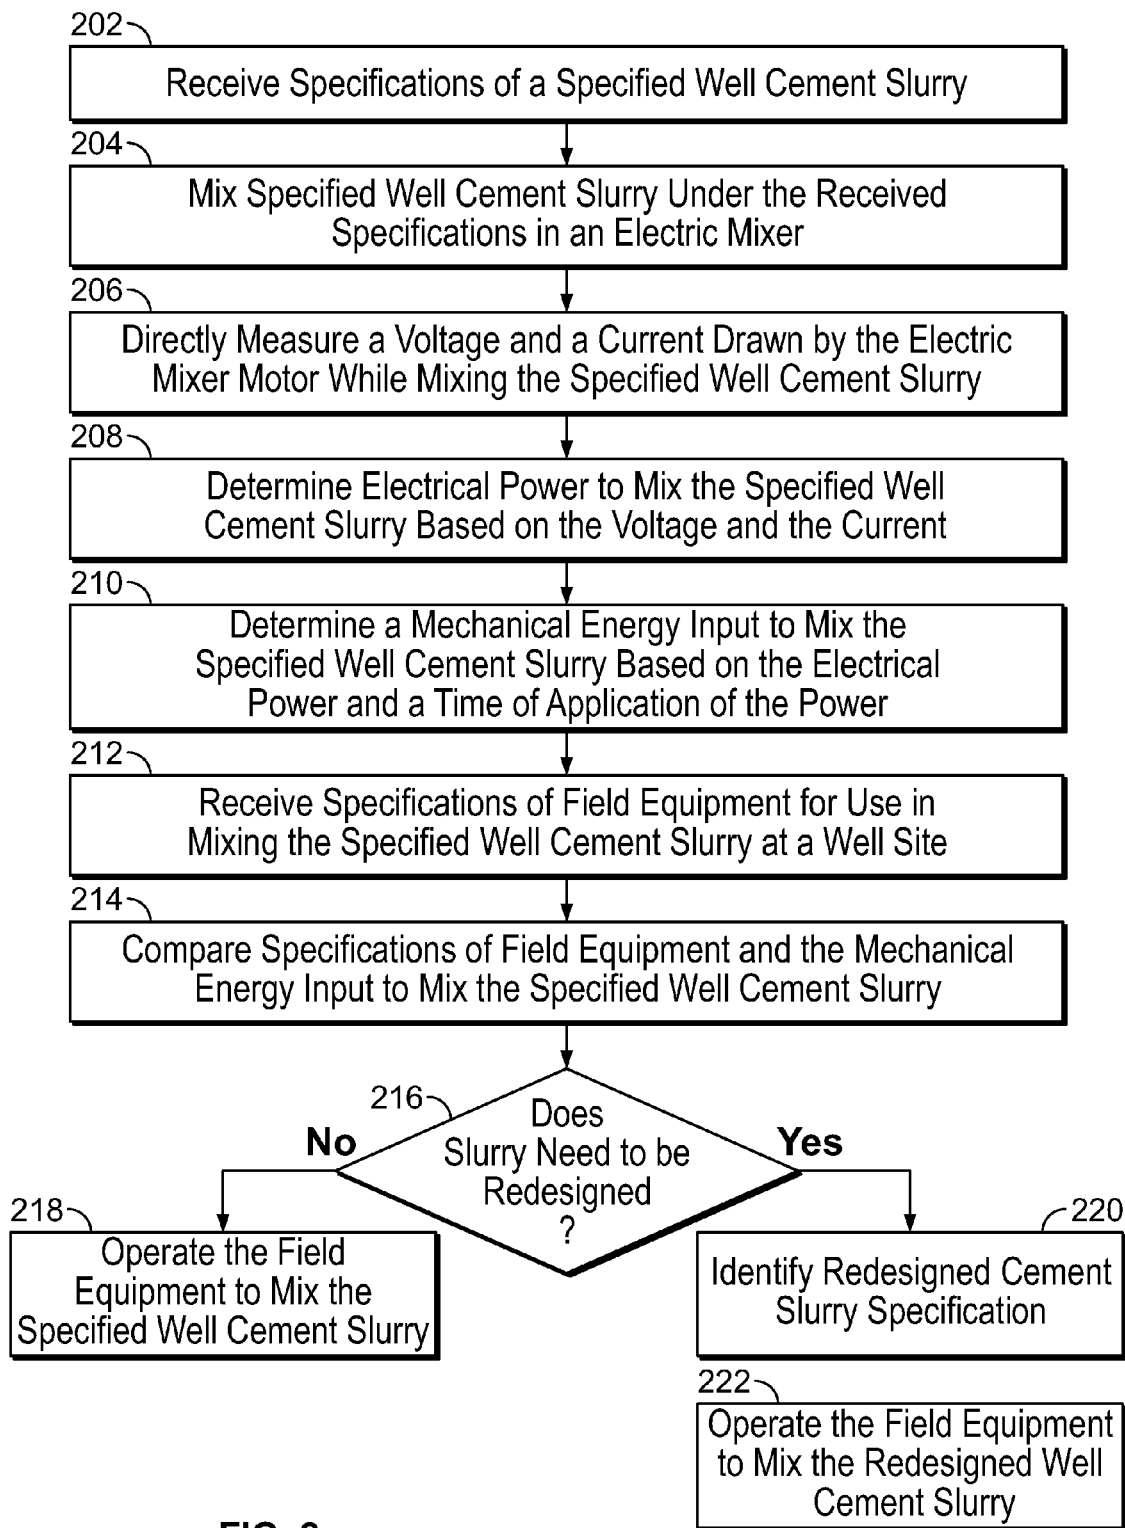 202
Receive Specifications of a Specified Well Cement Slurry
204
Mix Specified Well Cement Slurry Under the Received
Specifications in an Electric Mixer
206
Directly Measure a Voltage and a Current Drawn by the Electric
Mixer Motor While Mixing the Specified Well Cement Slurry
208
Determine Electrical Power to Mix the Specified Well
Cement Slurry Based on the Voltage and the Current
210
Determine a Mechanical Energy Input to Mix the
Specified Well Cement Slurry Based on the Electrical
Power and a Time of Application of the Power
212
Receive Specifications of Field Equipment for Use in
Mixing the Specified Well Cement Slurry at a Well Site
214
Compare Specifications of Field Equipment and the Mechanical
Energy Input to Mix the Specified Well Cement Slurry
216
Does
Slurry Need to be
Redesigned
?
No
Yes
218
Operate the Field
Equipment to Mix the
Specified Well Cement Slurry
220
Identify Redesigned Cement
Slurry Specification
222
Operate the Field Equipment
to Mix the Redesigned Well
Cement Slurry
FIG.